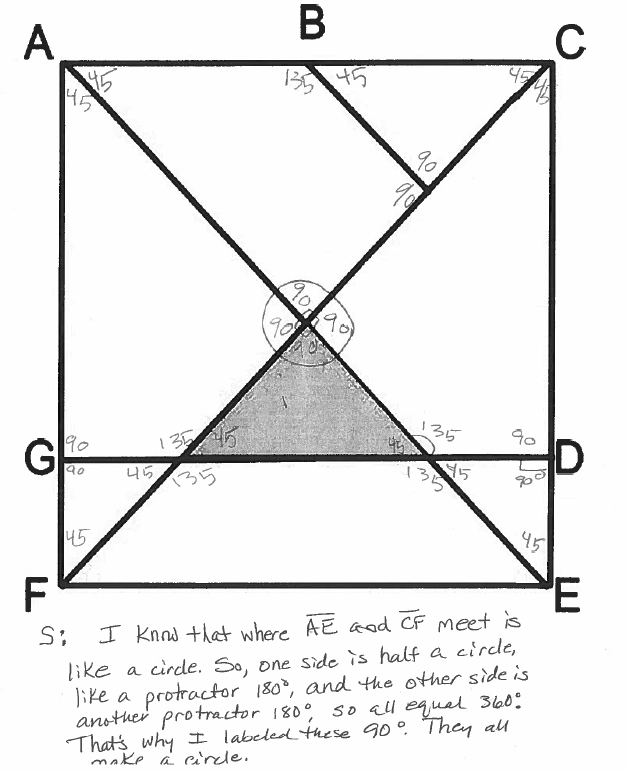 A B C
45 135 45 45
45 45
90
90
90
90 90
90
135
90 135 45 45 90
G D
90 45 135 135 45 90°
45 45
F E
S: I know that where AE and CF meet is
like a circle. So, one side is half a circle,
like a protractor 180°, and the other side is
another protractor 180°, so all equal 360°.
That's why I labeled these 90°. They all
make a circle.